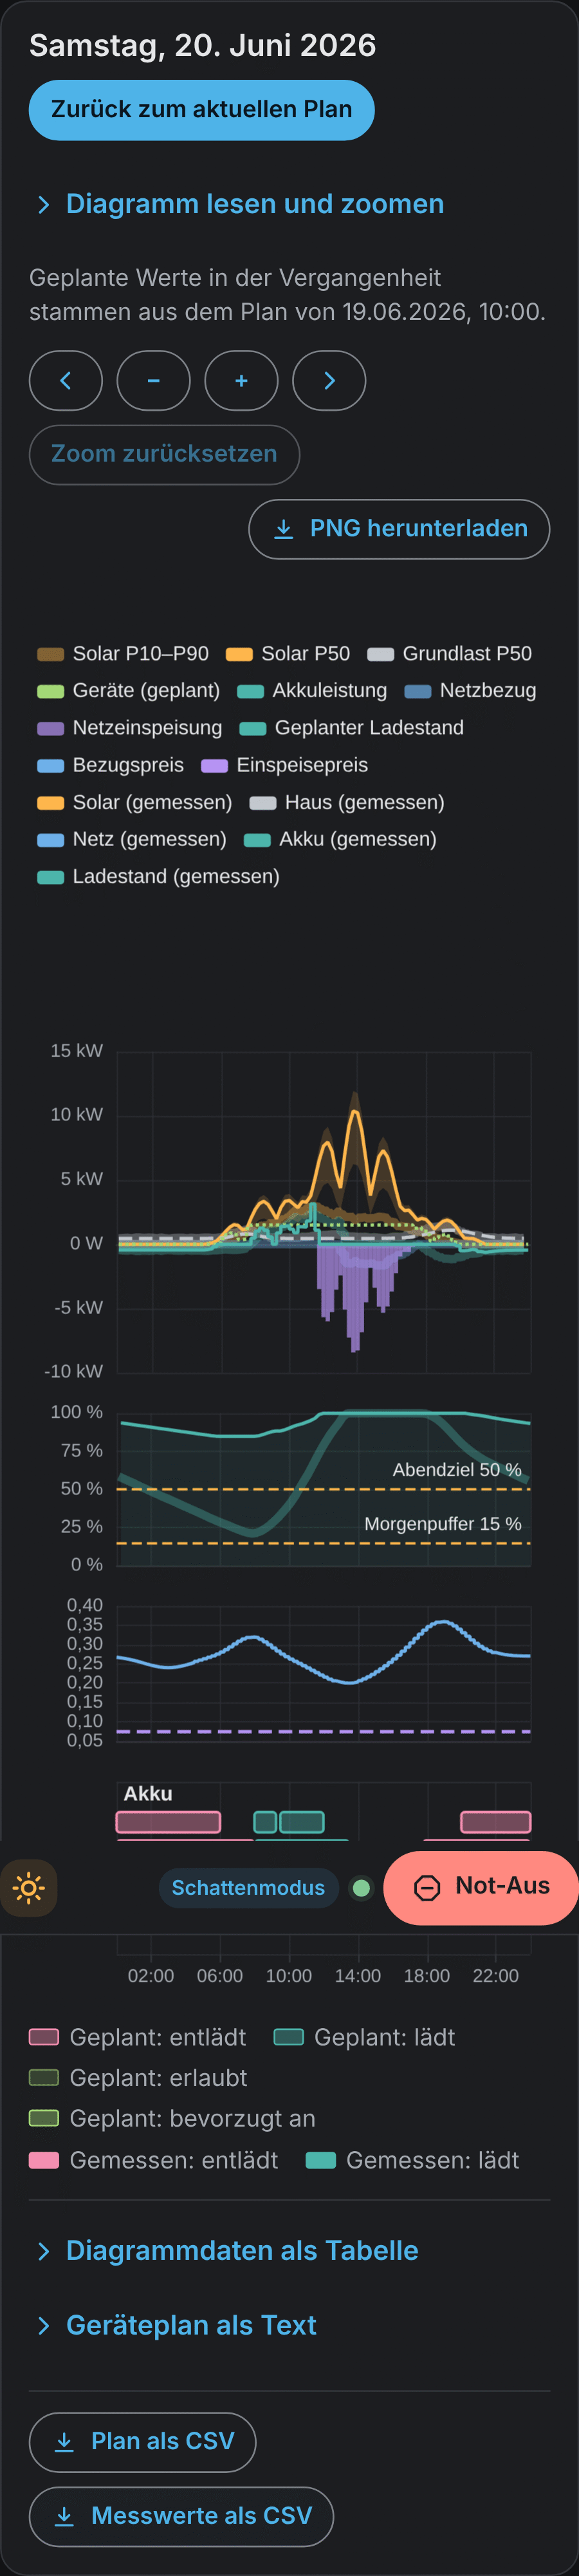 Samstag, 20. Juni 2026
Zurück zum aktuellen Plan
Diagramm lesen und zoomen
Geplante Werte in der Vergangenheit
stammen aus dem Plan von 19.06.2026, 10:00.
Zoom zurücksetzen
PNG herunterladen
Solar P10–P90 Solar P50 Grundlast P50
Geräte (geplant) Akkuleistung Netzbezug
Netzeinspeisung Geplanter Ladestand
Bezugspreis Einspeisepreis
Solar (gemessen) Haus (gemessen)
Netz (gemessen) Akku (gemessen)
Ladestand (gemessen)
15 kW
10 kW
5 kW
0 W
-5 kW
-10 kW
100 %
75 %
Abendziel 50 %
50 %
Morgenpuffer 15 %
25 %
0 %
0,40
0,35
0,30
0,25
0,20
0,15
0,10
0,05
Akku
Schattenmodus
Not-Aus
02:00 06:00 10:00 14:00 18:00 22:00
Geplant: entlädt Geplant: lädt
Geplant: erlaubt
Geplant: bevorzugt an
Gemessen: entlädt Gemessen: lädt
Diagrammdaten als Tabelle
Geräteplan als Text
Plan als CSV
Messwerte als CSV